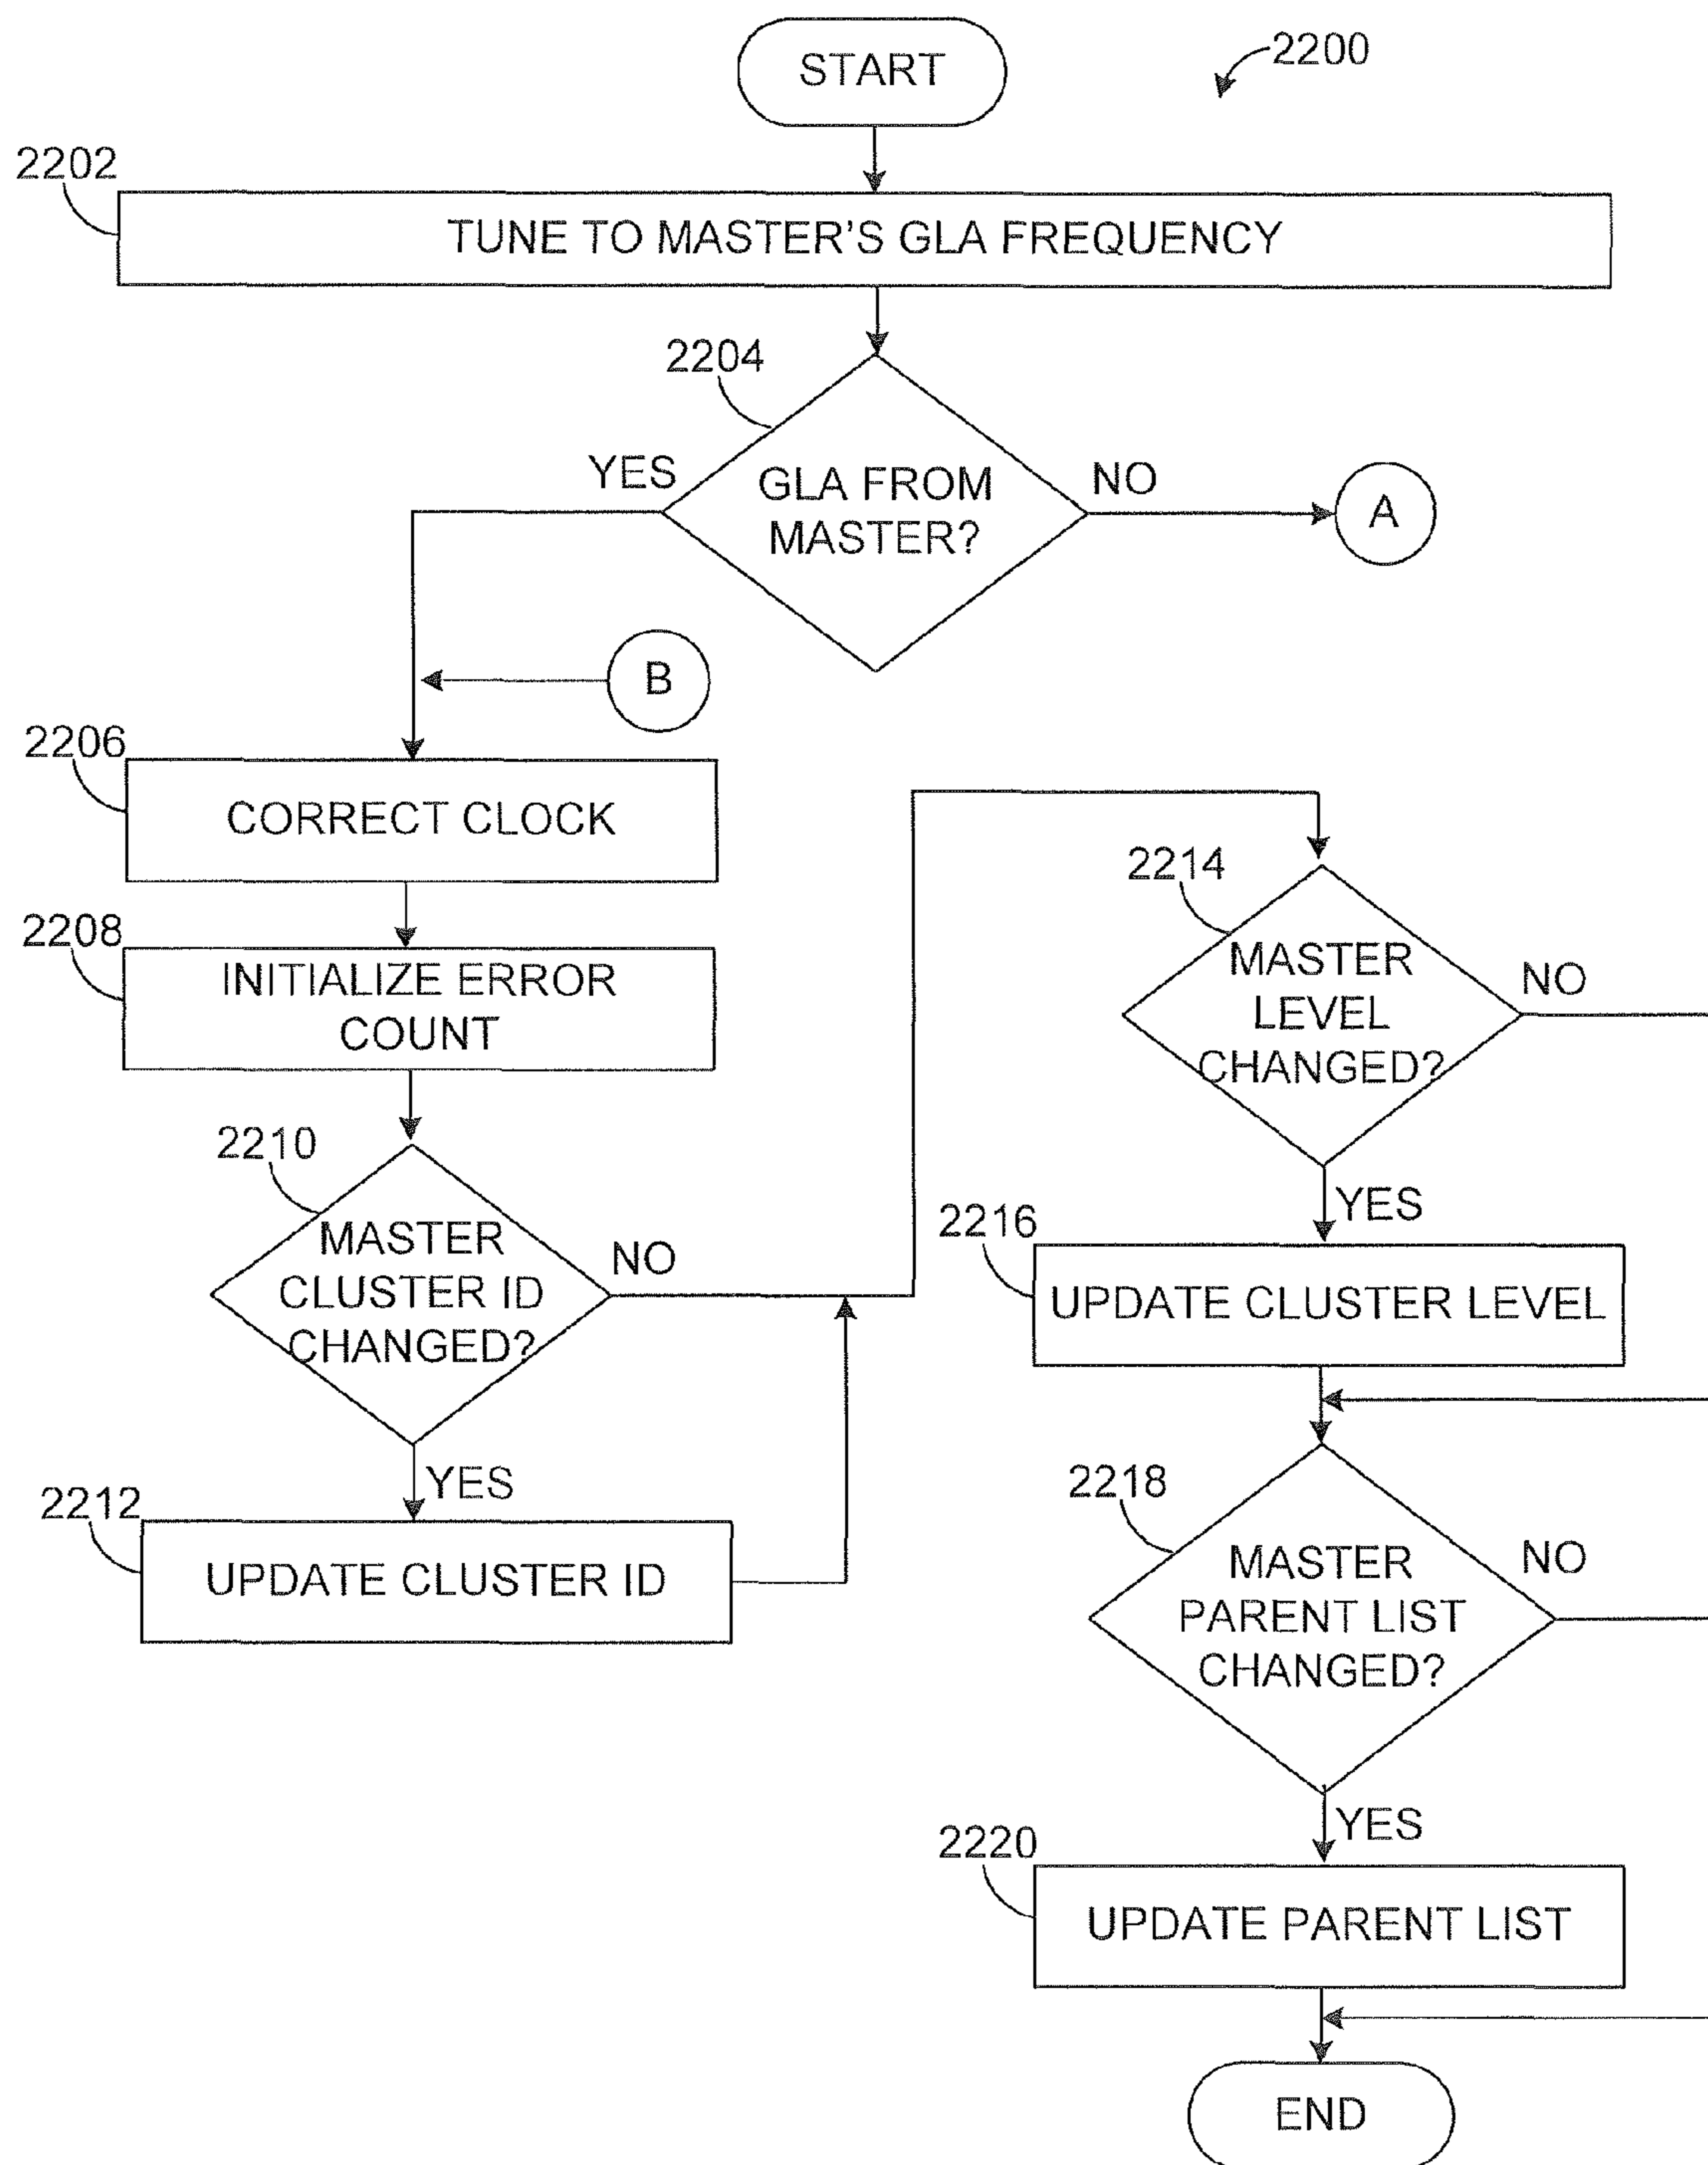 START
2200
2202
TUNE TO MASTER'S GLA FREQUENCY
2204
YES
GLA FROM
MASTER?
NO
A
B
2206
CORRECT CLOCK
2208
INITIALIZE ERROR
COUNT
2210
MASTER
CLUSTER ID
CHANGED?
NO
YES
2212
UPDATE CLUSTER ID
2214
MASTER
LEVEL
CHANGED?
NO
YES
2216
UPDATE CLUSTER LEVEL
2218
MASTER
PARENT LIST
CHANGED?
NO
YES
2220
UPDATE PARENT LIST
END